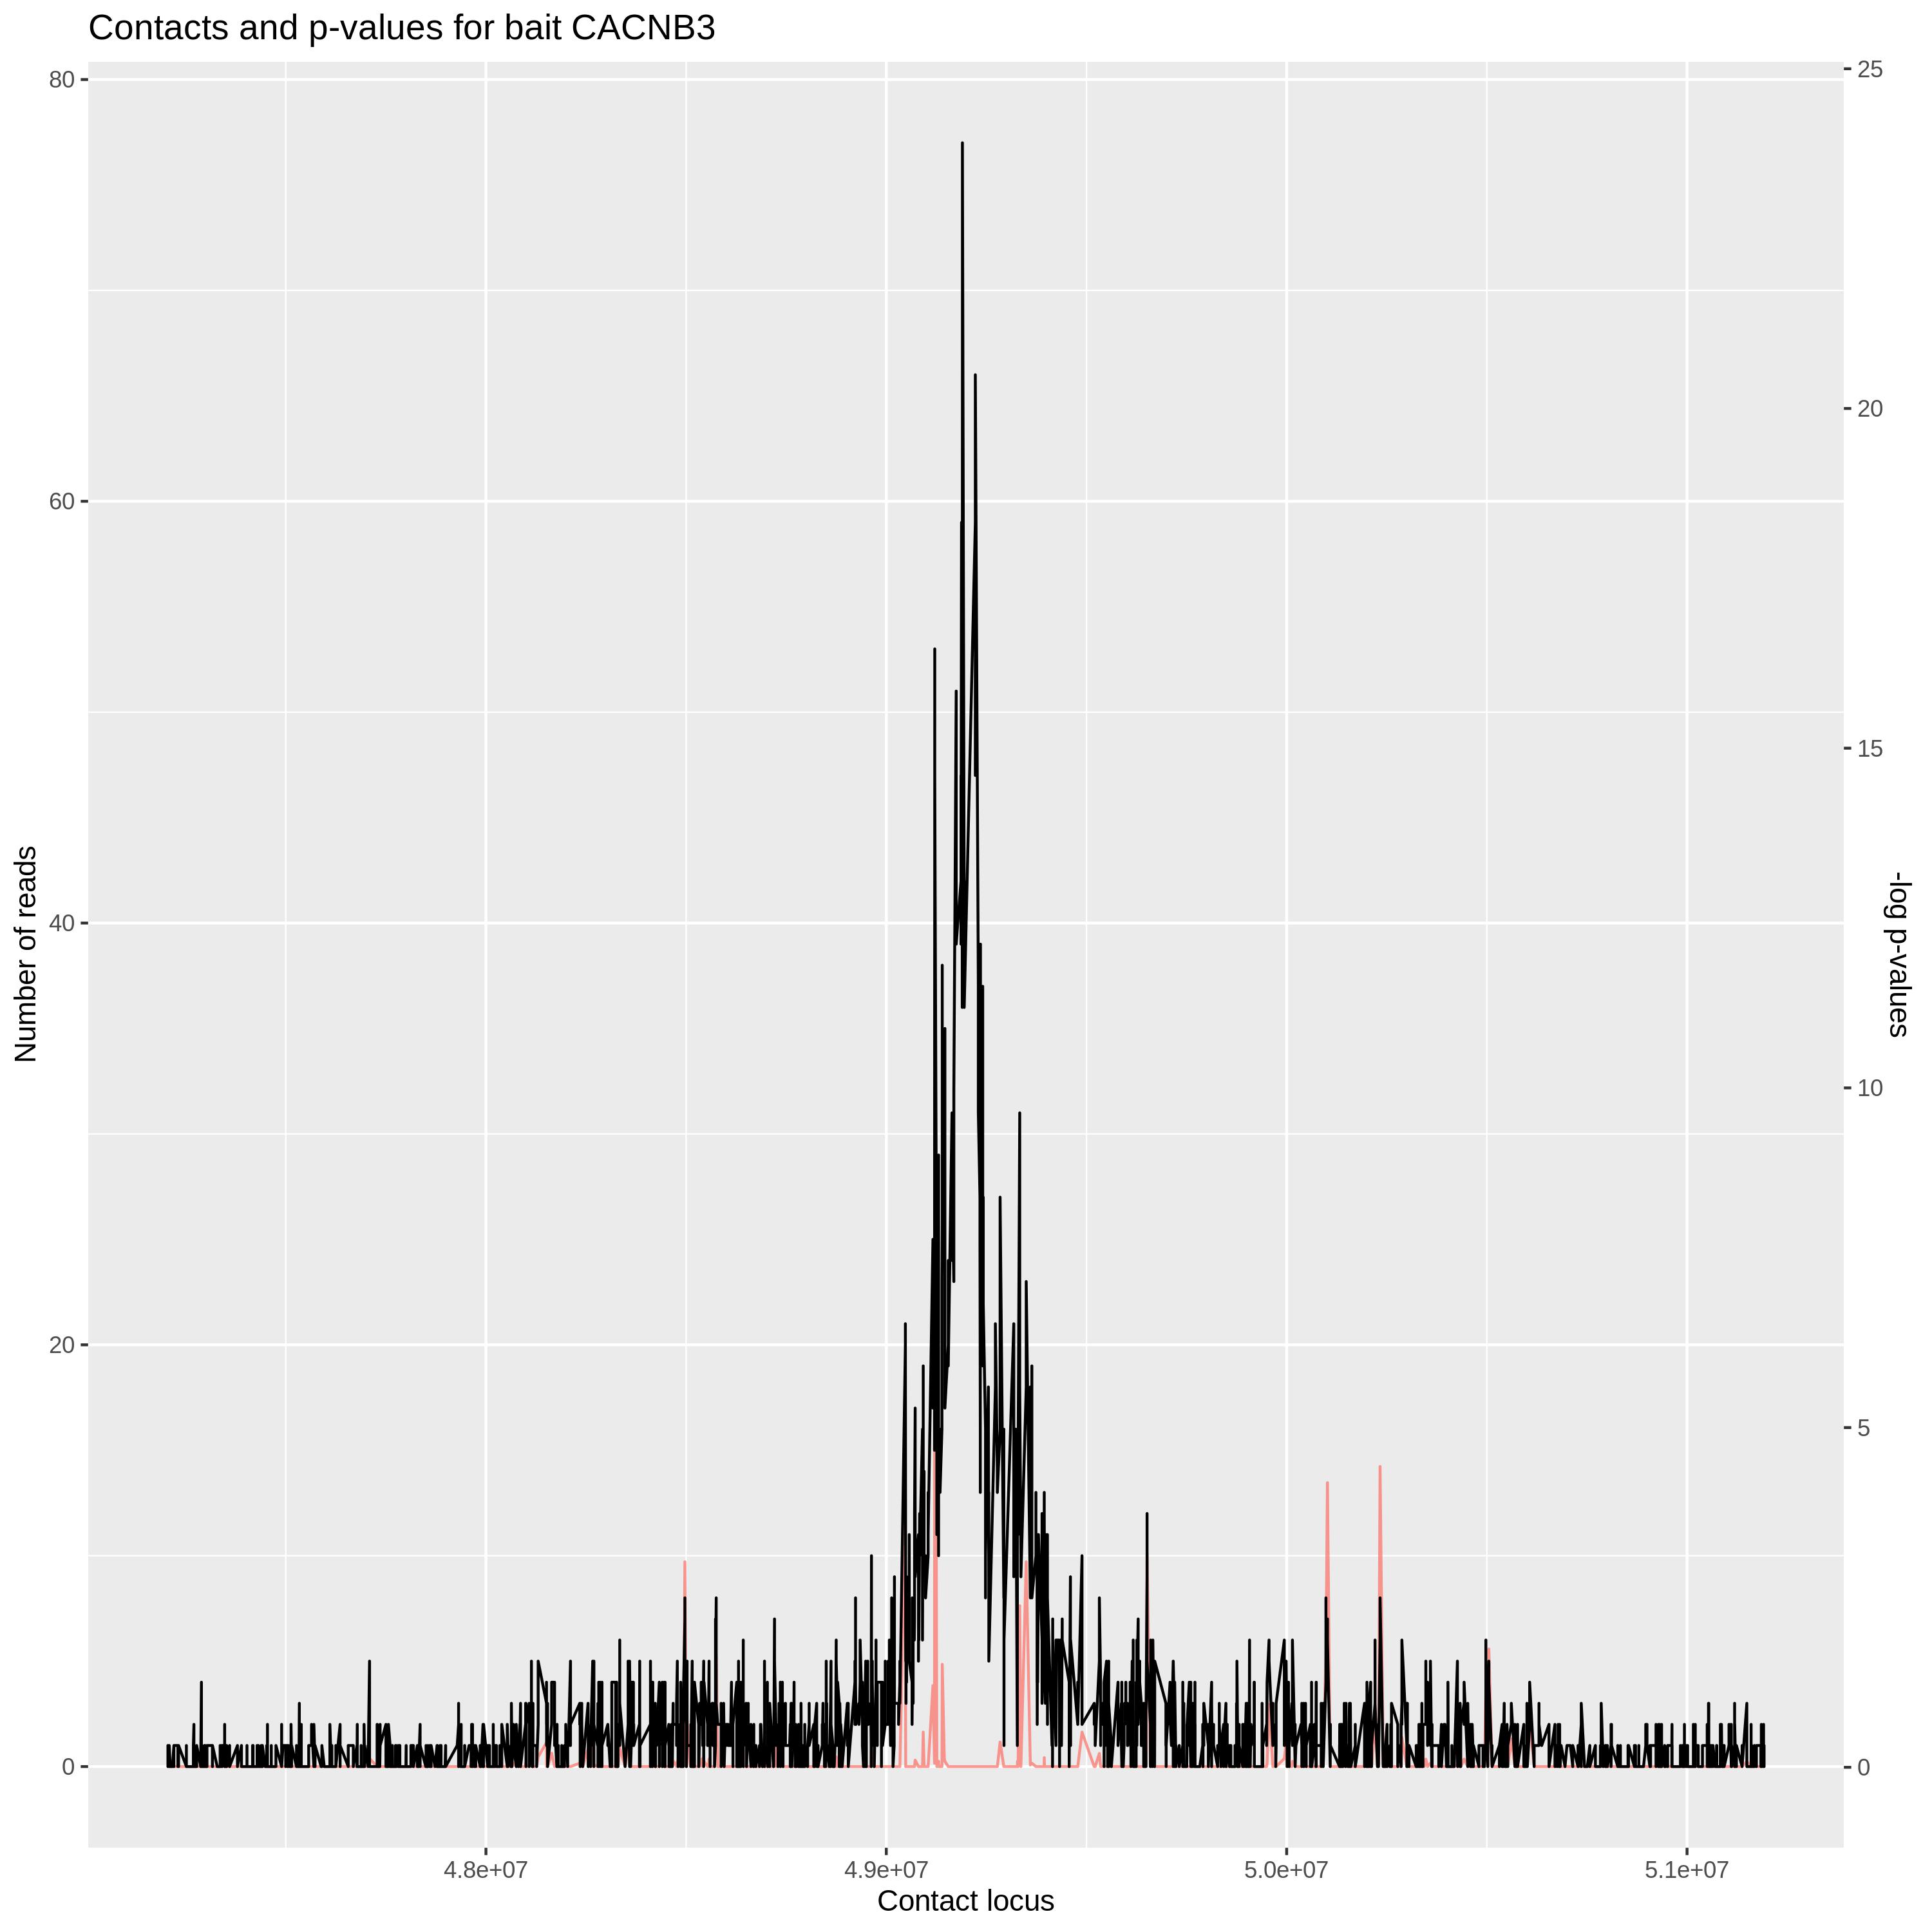 Contacts and p-values for bait CACNB3
80
60
40
20
0
Number of reads
25
20
15
10
5
0
-log p-values
4.8e+07
4.9e+07
5.0e+07
5.1e+07
Contact locus